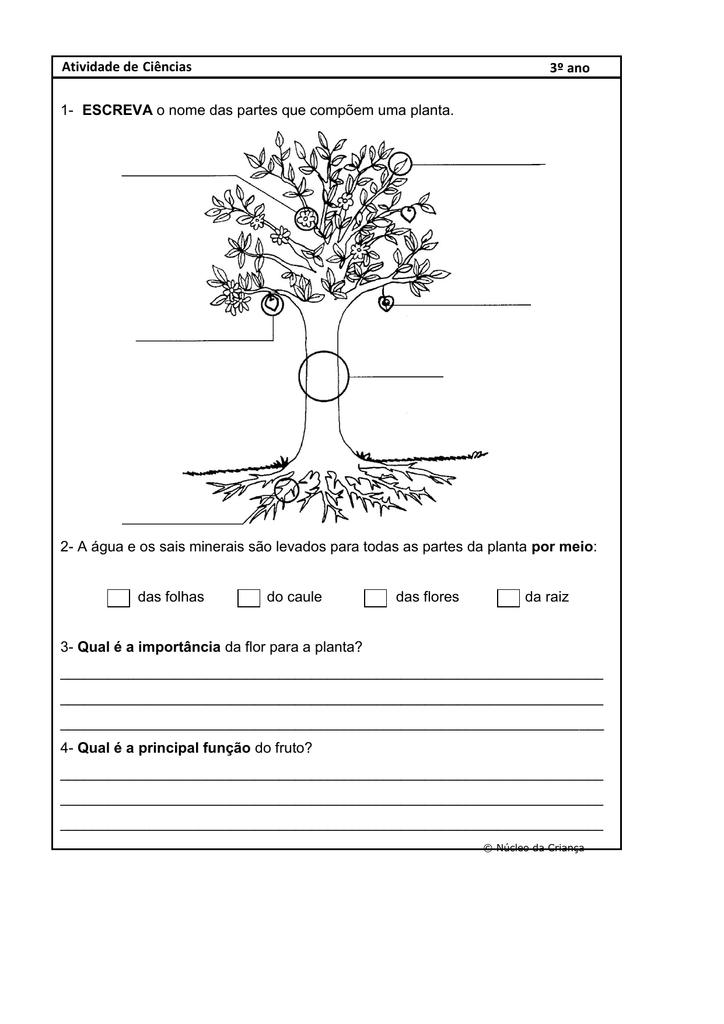 Atividade de Ciências 3º ano
1- ESCREVA o nome das partes que compõem uma planta.
2- A água e os sais minerais são levados para todas as partes da planta por meio:
das folhas do caule das flores da raiz
3- Qual é a importância da flor para a planta?
4- Qual é a principal função do fruto?
© Núcleo da Criança